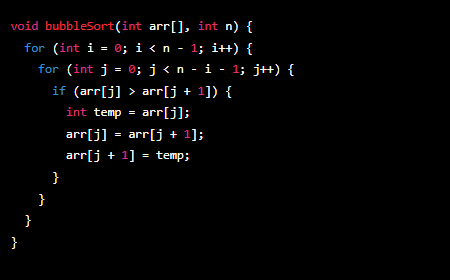 void bubbleSort(int arr[], int n) {
  for (int i = 0; i < n - 1; i++) {
    for (int j = 0; j < n - i - 1; j++) {
      if (arr[j] > arr[j + 1]) {
        int temp = arr[j];
        arr[j] = arr[j + 1];
        arr[j + 1] = temp;
      }
    }
  }
}